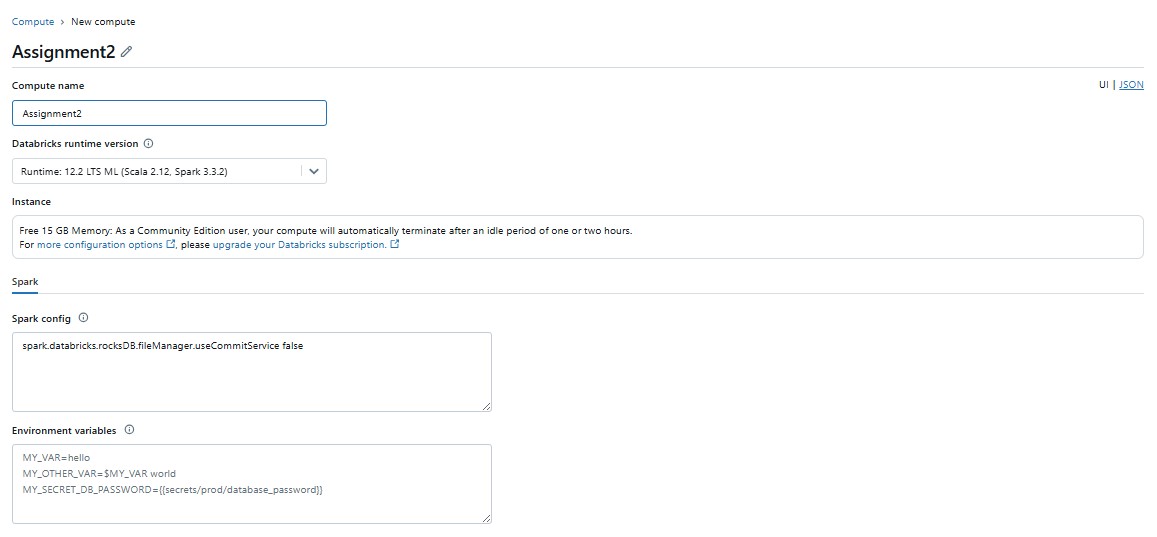 Compute › New compute
Assignment2
Compute name
UI | JSON
Assignment2
Databricks runtime version
Runtime: 12.2 LTS ML (Scala 2.12, Spark 3.3.2)
Instance
Free 15 GB Memory: As a Community Edition user, your compute will automatically terminate after an idle period of one or two hours.
For more configuration options, please upgrade your Databricks subscription.
Spark
Spark config
spark.databricks.rocksDB.fileManager.useCommitService false
Environment variables
MY_VAR=hello
MY_OTHER_VAR=$MY_VAR world
MY_SECRET_DB_PASSWORD={{secrets/prod/database_password}}